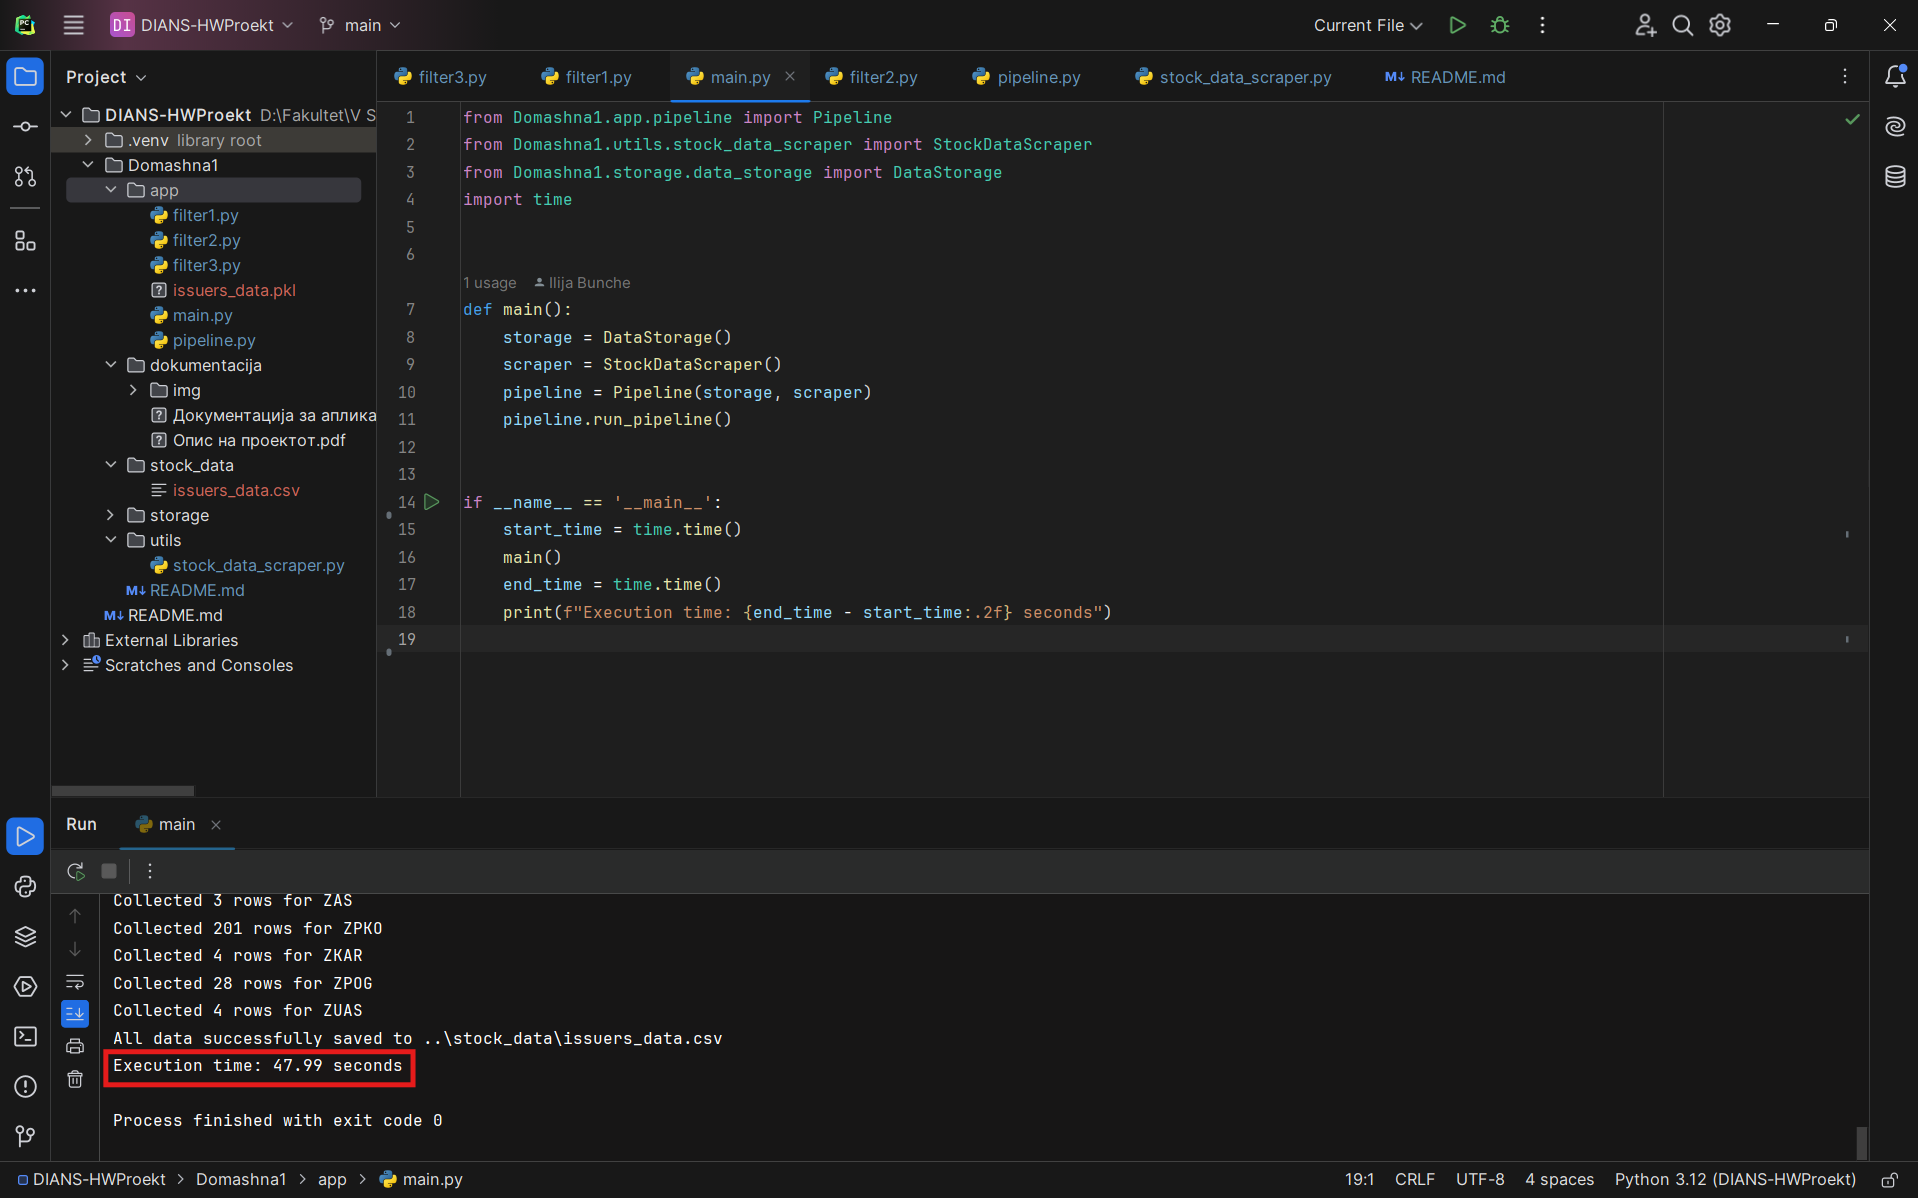 DI DIANS-HWProekt main Current File
Project
DIANS-HWProekt D:\Fakultet\V S
.venv library root
Domashna1
app
filter1.py
filter2.py
filter3.py
issuers_data.pkl
main.py
pipeline.py
dokumentacija
img
Документација за аплика
Опис на проектот.pdf
stock_data
issuers_data.csv
storage
utils
stock_data_scraper.py
README.md
README.md
External Libraries
Scratches and Consoles
filter3.py filter1.py main.py filter2.py pipeline.py stock_data_scraper.py README.md
1 from Domashna1.app.pipeline import Pipeline
2 from Domashna1.utils.stock_data_scraper import StockDataScraper
3 from Domashna1.storage.data_storage import DataStorage
4 import time
5
6
1 usage Ilija Bunche
7 def main():
8 storage = DataStorage()
9 scraper = StockDataScraper()
10 pipeline = Pipeline(storage, scraper)
11 pipeline.run_pipeline()
12
13
14 if __name__ == '__main__':
15 start_time = time.time()
16 main()
17 end_time = time.time()
18 print(f"Execution time: {end_time - start_time:.2f} seconds")
19
Run main
Collected 3 rows for ZAS
Collected 201 rows for ZPKO
Collected 4 rows for ZKAR
Collected 28 rows for ZPOG
Collected 4 rows for ZUAS
All data successfully saved to ..\stock_data\issuers_data.csv
Execution time: 47.99 seconds
Process finished with exit code 0
DIANS-HWProekt > Domashna1 > app > main.py 19:1 CRLF UTF-8 4 spaces Python 3.12 (DIANS-HWProekt)